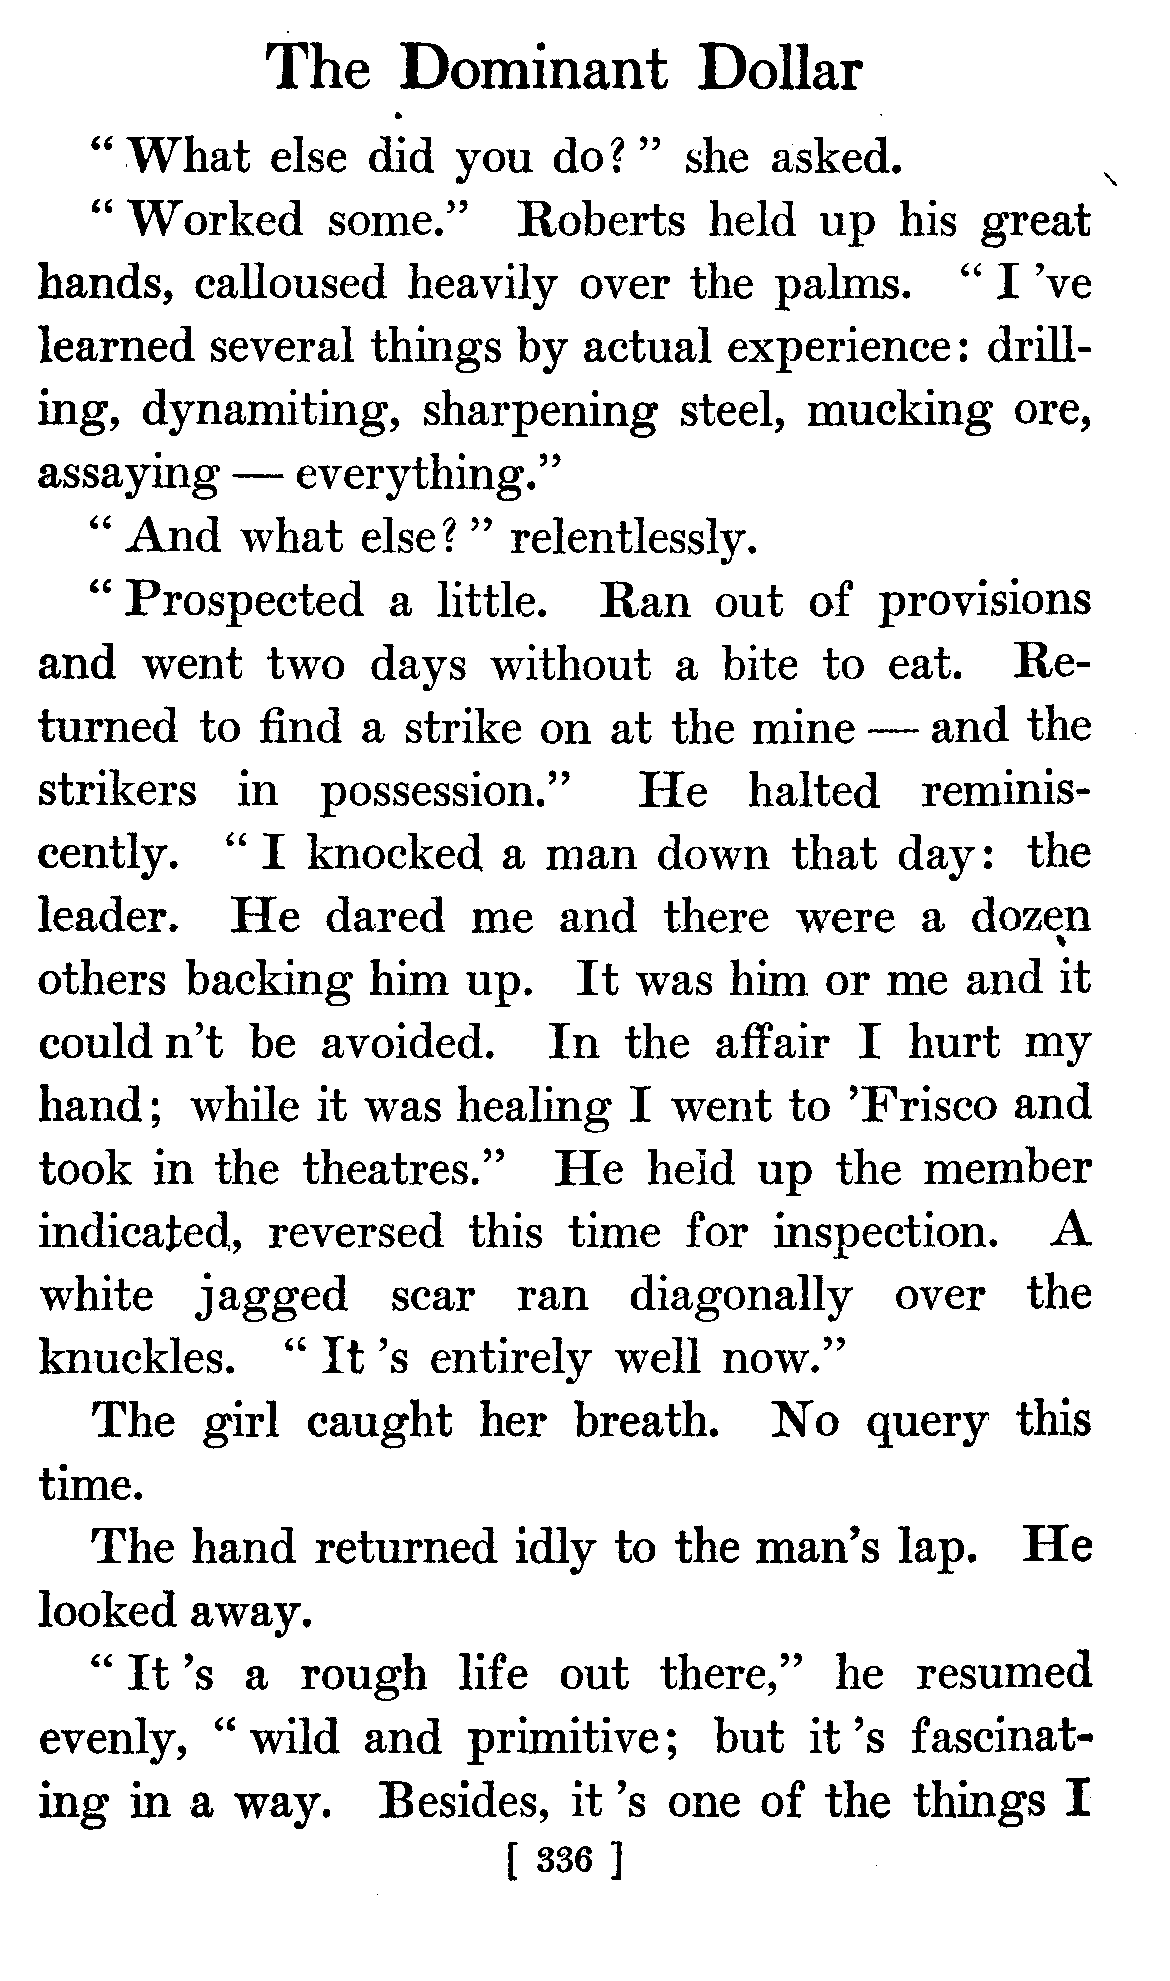 The Dominant Dollar
“ What else did you do? ” she asked.
“ Worked some.” Roberts held up his great
hands, calloused heavily over the palms. “ I ’ve
learned several things by actual experience: drill-
ing, dynamiting, sharpening steel, mucking ore,
assaying — everything.”
“ And what else? ” relentlessly.
“ Prospected a little. Ran out of provisions
and went two days without a bite to eat. Re-
turned to find a strike on at the mine — and the
strikers in possession.” He halted reminis-
cently. “ I knocked a man down that day: the
leader. He dared me and there were a dozen
others backing him up. It was him or me and it
could n’t be avoided. In the affair I hurt my
hand; while it was healing I went to ’Frisco and
took in the theatres.” He held up the member
indicated, reversed this time for inspection. A
white jagged scar ran diagonally over the
knuckles. “ It ’s entirely well now.”
The girl caught her breath. No query this
time.
The hand returned idly to the man’s lap. He
looked away.
“ It ’s a rough life out there,” he resumed
evenly, “ wild and primitive; but it ’s fascinat-
ing in a way. Besides, it ’s one of the things I
[ 336 ]